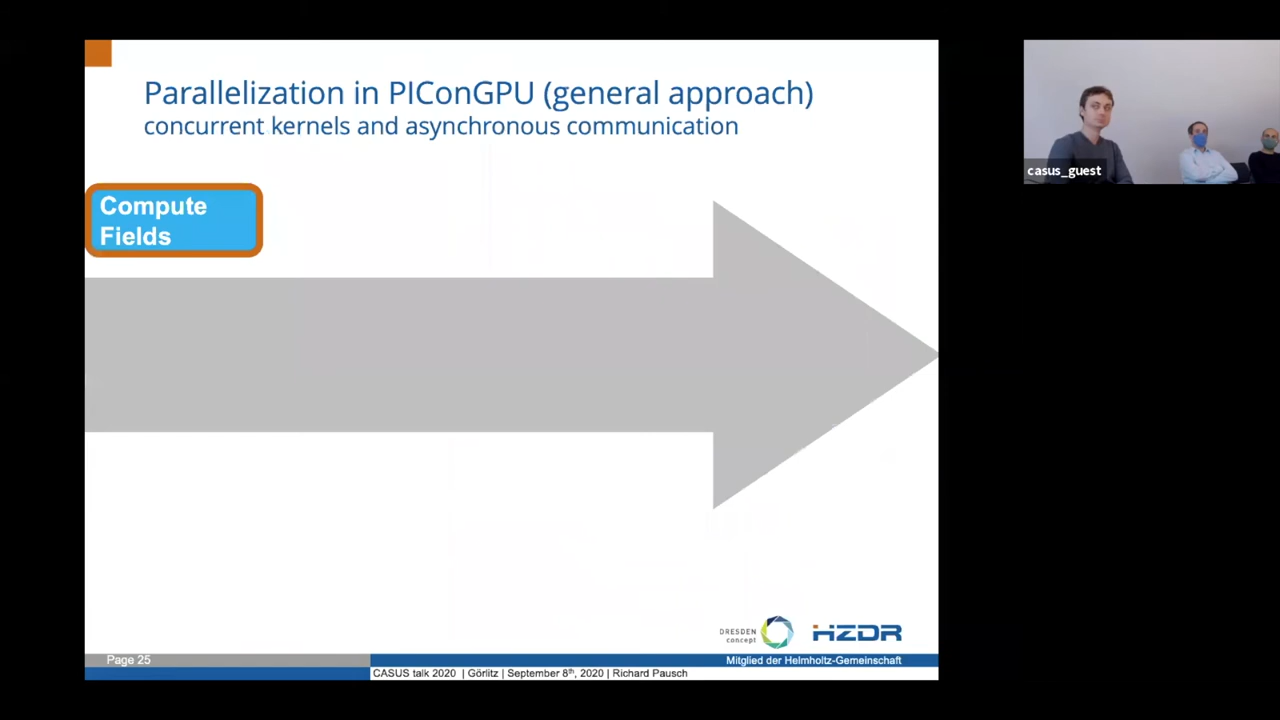 Parallelization in PIConGPU (general approach)
concurrent kernels and asynchronous communication
casus_guest
Compute
Fields
DRESDEN
concept
HZDR
Page 25
Mitglied der Helmholtz-Gemeinschaft
CASUS talk 2020 | Görlitz | September 8th, 2020 | Richard Pausch